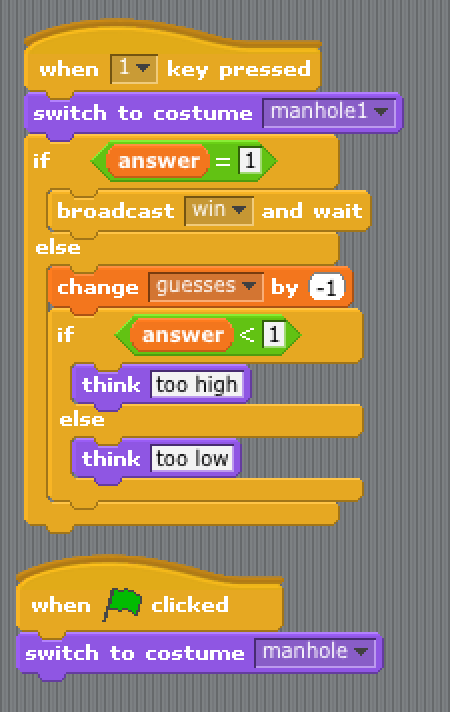 when 1 key pressed
switch to costume manhole1
if answer = 1
broadcast win and wait
else
change guesses by -1
if answer < 1
think too high
else
think too low
when clicked
switch to costume manhole